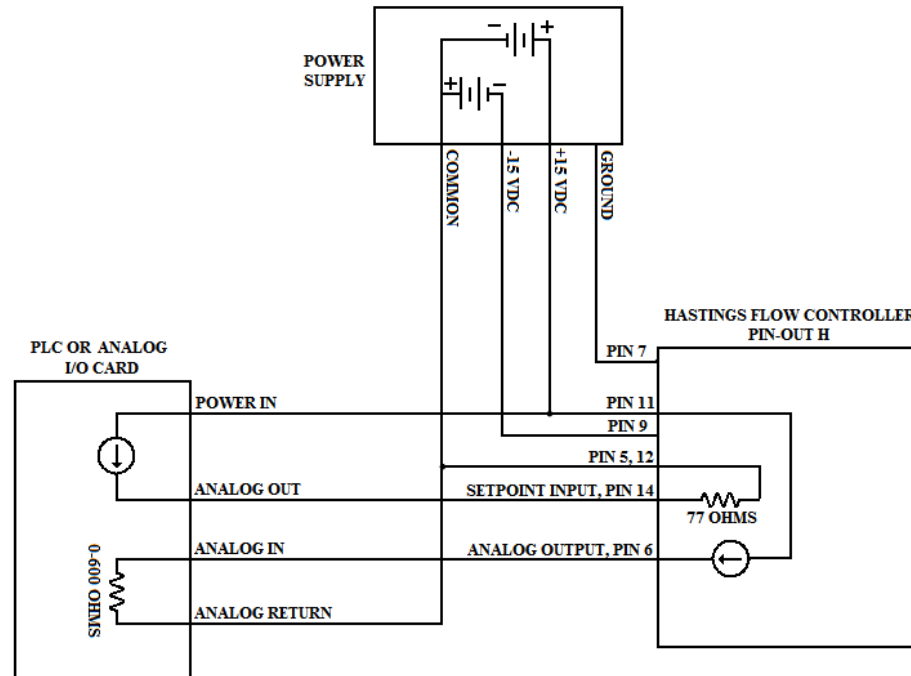 POWER
SUPPLY
−
+
+
−
COMMON
-15 VDC
+15 VDC
GROUND
HASTINGS FLOW CONTROLLER
PIN-OUT H
PIN 7
PLC OR ANALOG
I/O CARD
POWER IN
PIN 11
PIN 9
PIN 5, 12
ANALOG OUT
SETPOINT INPUT, PIN 14
77 OHMS
ANALOG IN
ANALOG OUTPUT, PIN 6
0-600 OHMS
ANALOG RETURN